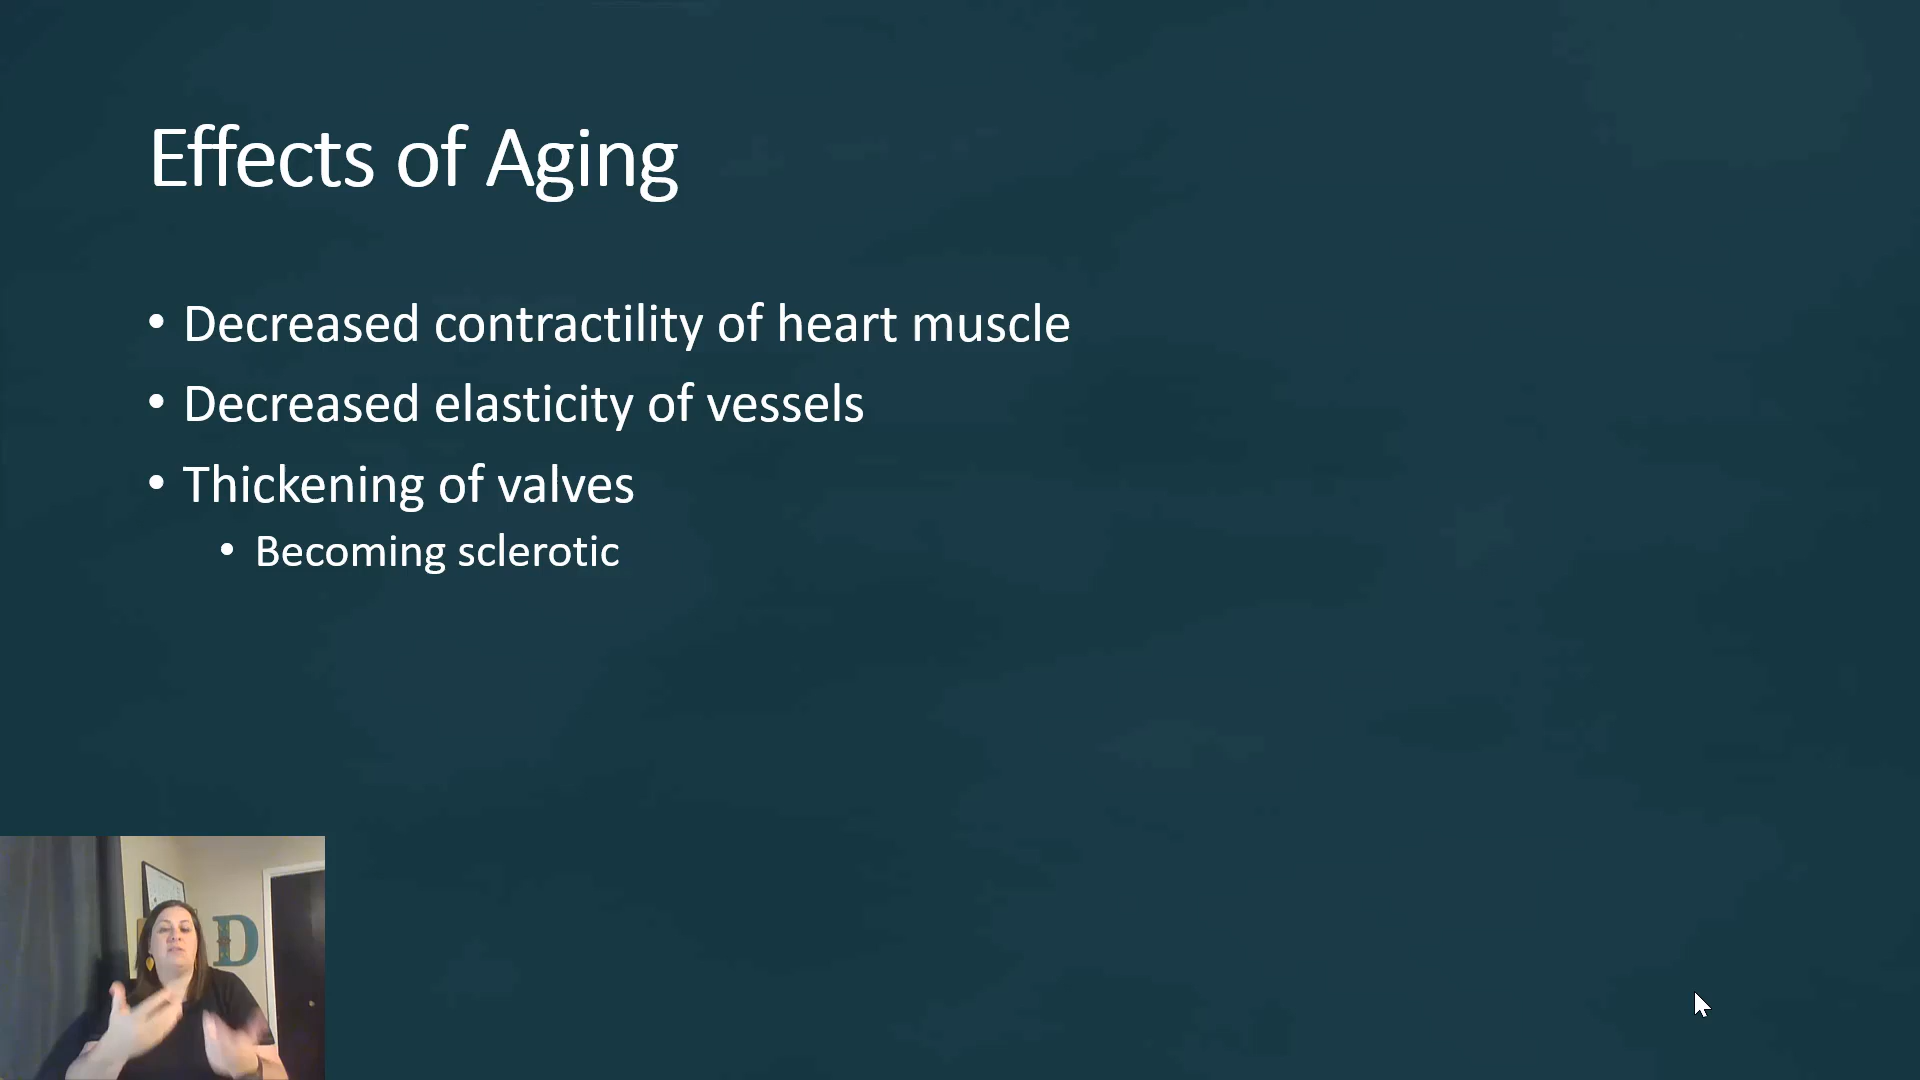 Effects of Aging
• Decreased contractility of heart muscle
• Decreased elasticity of vessels
• Thickening of valves
• Becoming sclerotic
D